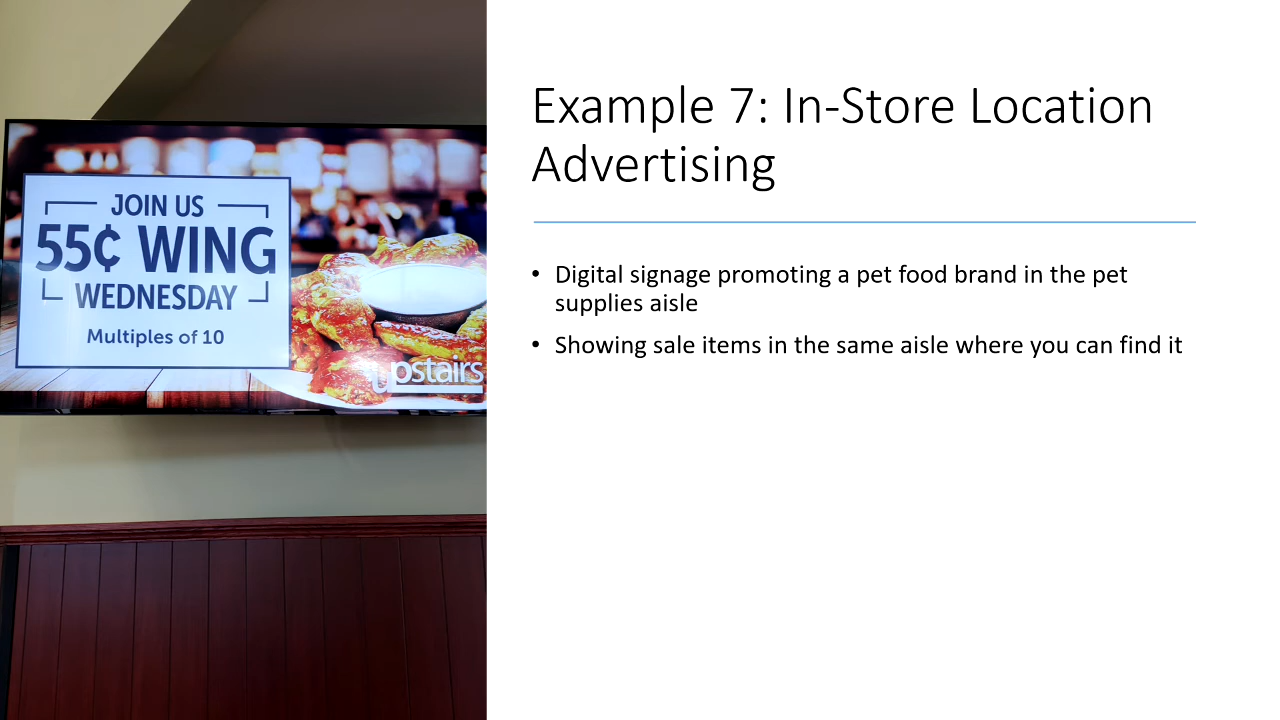 JOIN US
55¢ WING
WEDNESDAY
Multiples of 10
upstairs
Example 7: In-Store Location
Advertising
• Digital signage promoting a pet food brand in the pet
supplies aisle
• Showing sale items in the same aisle where you can find it